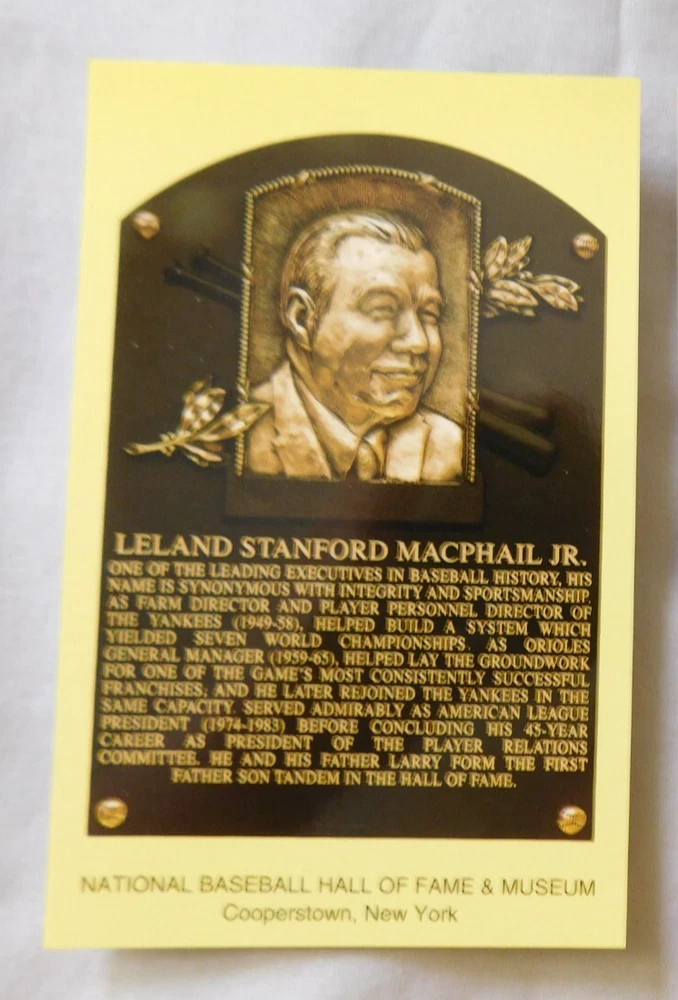 LELAND STANFORD MACPHAIL JR.
ONE OF THE LEADING EXECUTIVES IN BASEBALL HISTORY, HIS
NAME IS SYNONYMOUS WITH INTEGRITY AND SPORTSMANSHIP.
AS FARM DIRECTOR AND PLAYER PERSONNEL DIRECTOR OF
THE YANKEES (1949-58), HELPED BUILD A SYSTEM WHICH
YIELDED SEVEN WORLD CHAMPIONSHIPS. AS ORIOLES
GENERAL MANAGER (1959-65), HELPED LAY THE GROUNDWORK
FOR ONE OF THE GAME'S MOST CONSISTENTLY SUCCESSFUL
FRANCHISES; AND HE LATER REJOINED THE YANKEES IN THE
SAME CAPACITY. SERVED ADMIRABLY AS AMERICAN LEAGUE
PRESIDENT (1974-1983) BEFORE CONCLUDING HIS 45-YEAR
CAREER AS PRESIDENT OF THE PLAYER RELATIONS
COMMITTEE. HE AND HIS FATHER LARRY FORM THE FIRST
FATHER SON TANDEM IN THE HALL OF FAME.
NATIONAL BASEBALL HALL OF FAME & MUSEUM
Cooperstown, New York